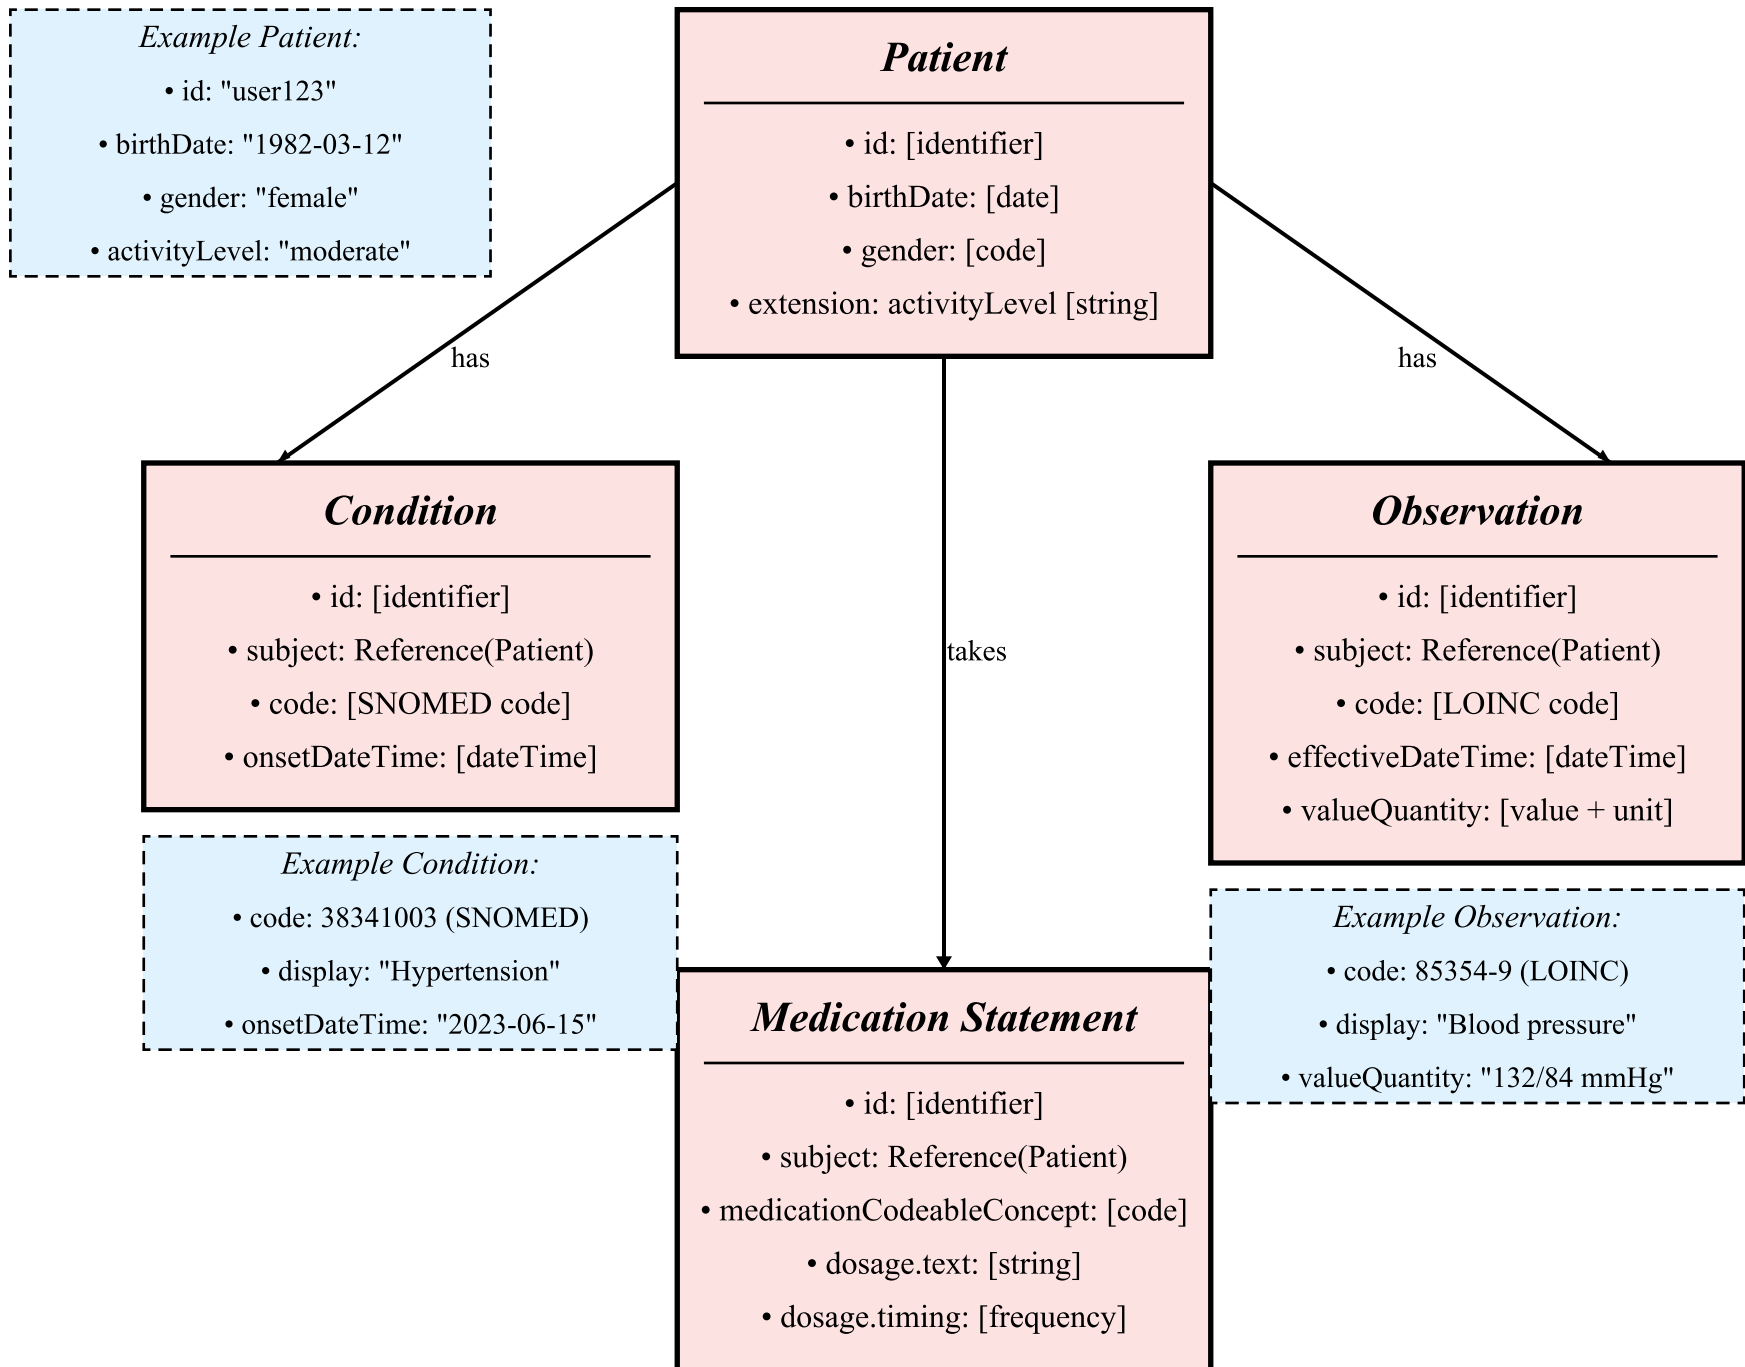 Example Patient:
• id: "user123"
• birthDate: "1982-03-12"
• gender: "female"
• activityLevel: "moderate"
Patient
• id: [identifier]
• birthDate: [date]
• gender: [code]
• extension: activityLevel [string]
has
has
takes
Condition
• id: [identifier]
• subject: Reference(Patient)
• code: [SNOMED code]
• onsetDateTime: [dateTime]
Observation
• id: [identifier]
• subject: Reference(Patient)
• code: [LOINC code]
• effectiveDateTime: [dateTime]
• valueQuantity: [value + unit]
Example Condition:
• code: 38341003 (SNOMED)
• display: "Hypertension"
• onsetDateTime: "2023-06-15"
Example Observation:
• code: 85354-9 (LOINC)
• display: "Blood pressure"
• valueQuantity: "132/84 mmHg"
Medication Statement
• id: [identifier]
• subject: Reference(Patient)
• medicationCodeableConcept: [code]
• dosage.text: [string]
• dosage.timing: [frequency]